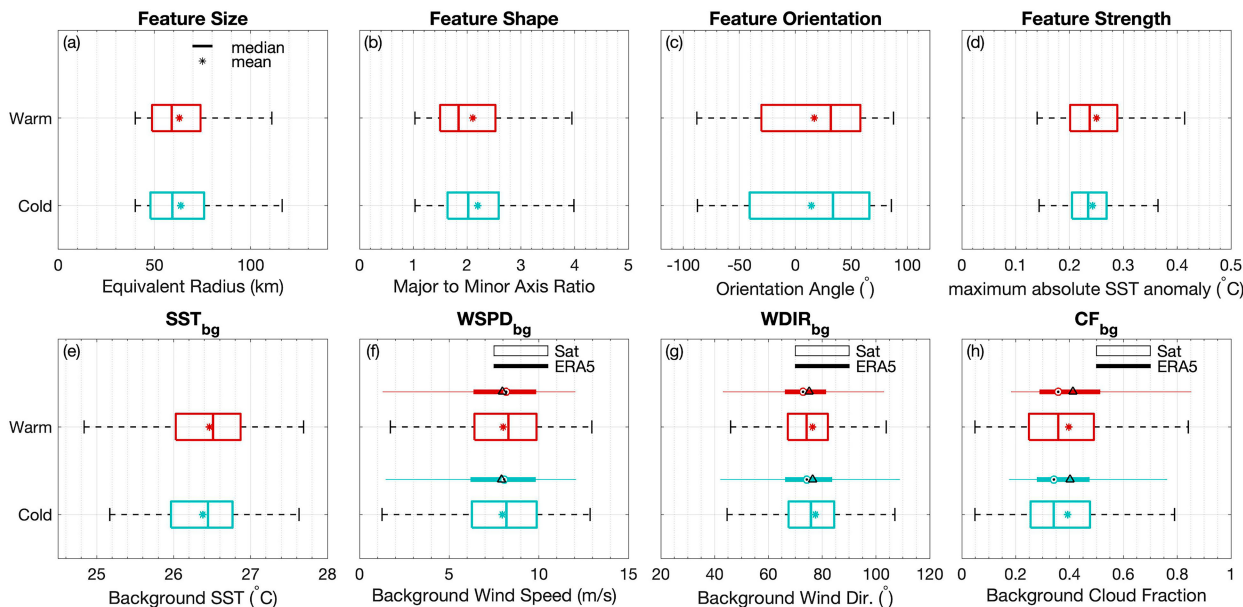 Feature Size
Feature Shape
Feature Orientation
Feature Strength
(a)
median
mean
(b)
(c)
(d)
Warm
Cold
0 50 100
0 1 2 3 4 5
-100 -50 0 50 100
0 0.1 0.2 0.3 0.4 0.5
Equivalent Radius (km)
Major to Minor Axis Ratio
Orientation Angle (°)
maximum absolute SST anomaly (°C)
SSTbg
WSPDbg
WDIRbg
CFbg
(e)
(f)
Sat
ERA5
(g)
Sat
ERA5
(h)
Sat
ERA5
Warm
Cold
25 26 27 28
0 5 10 15
20 40 60 80 100 120
0 0.2 0.4 0.6 0.8 1
Background SST (°C)
Background Wind Speed (m/s)
Background Wind Dir. (°)
Background Cloud Fraction